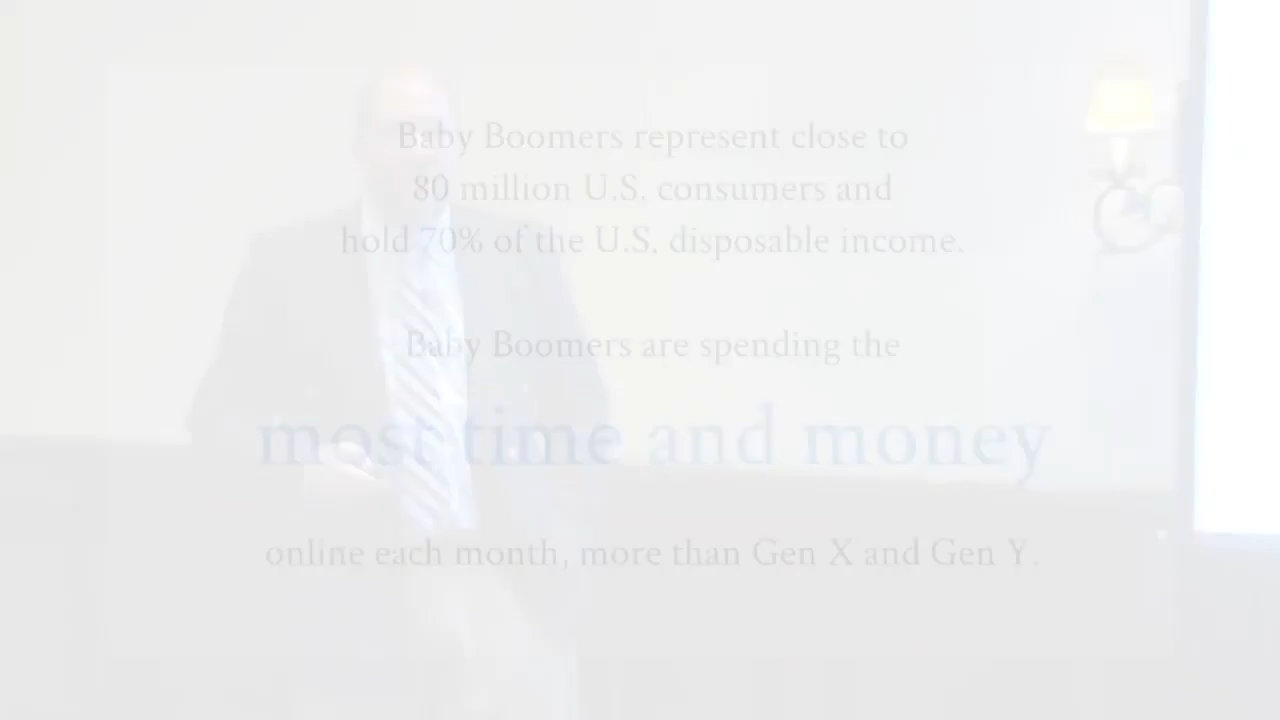 Baby Boomers represent close to
80 million U.S. consumers and
hold 70% of the U.S. disposable income.
Baby Boomers are spending the
most time and money
online each month, more than Gen X and Gen Y.